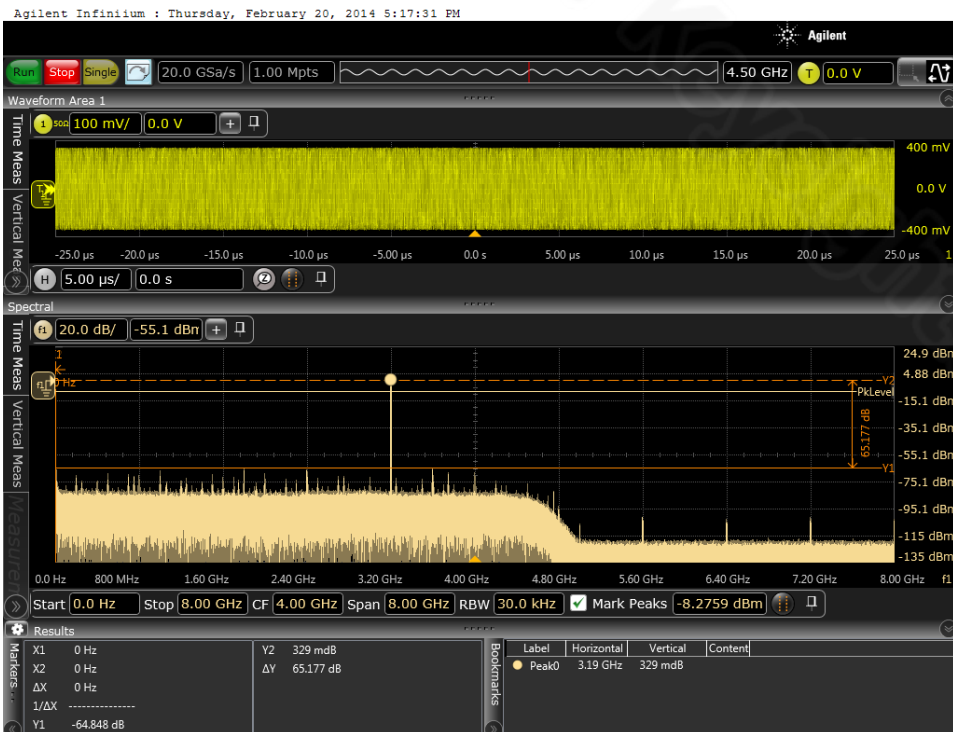 Agilent Infiniium : Thursday, February 20, 2014 5:17:31 PM
Agilent
Run Stop Single 20.0 GSa/s 1.00 Mpts 4.50 GHz T 0.0 V
Waveform Area 1
1 50Ω 100 mV/ 0.0 V +
Time Meas
Vertical Mea
400 mV
0.0 V
-400 mV
-25.0 µs -20.0 µs -15.0 µs -10.0 µs -5.00 µs 0.0 s 5.00 µs 10.0 µs 15.0 µs 20.0 µs 25.0 µs 1
H 5.00 µs/ 0.0 s
Spectral
f1 20.0 dB/ -55.1 dBm +
Time Meas
Vertical Meas
Measurem
1
0 Hz
24.9 dBm
4.88 dBm
Y2
PkLevel
-15.1 dBm
-35.1 dBm
65.177 dB
-55.1 dBm
Y1
-75.1 dBm
-95.1 dBm
-115 dBm
-135 dBm
0.0 Hz 800 MHz 1.60 GHz 2.40 GHz 3.20 GHz 4.00 GHz 4.80 GHz 5.60 GHz 6.40 GHz 7.20 GHz 8.00 GHz f1
Start 0.0 Hz Stop 8.00 GHz CF 4.00 GHz Span 8.00 GHz RBW 30.0 kHz Mark Peaks -8.2759 dBm
Results
Markers
X1 0 Hz
X2 0 Hz
ΔX 0 Hz
1/ΔX ---------------
Y1 -64.848 dB
Y2 329 mdB
ΔY 65.177 dB
Bookmarks
Label Horizontal Vertical Content
Peak0 3.19 GHz 329 mdB